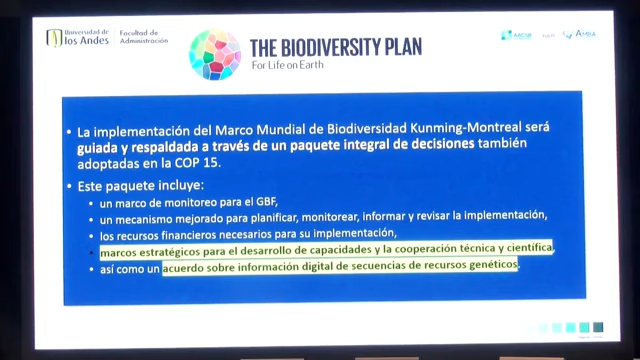 Universidad de los Andes
Facultad de Administración
THE BIODIVERSITY PLAN
For Life on Earth
AACSB
AMBA
• La implementación del Marco Mundial de Biodiversidad Kunming-Montreal será
guiada y respaldada a través de un paquete integral de decisiones también
adoptadas en la COP 15.
• Este paquete incluye:
• un marco de monitoreo para el GBF,
• un mecanismo mejorado para planificar, monitorear, informar y revisar la implementación,
• los recursos financieros necesarios para su implementación,
• marcos estratégicos para el desarrollo de capacidades y la cooperación técnica y científica,
• así como un acuerdo sobre información digital de secuencias de recursos genéticos.